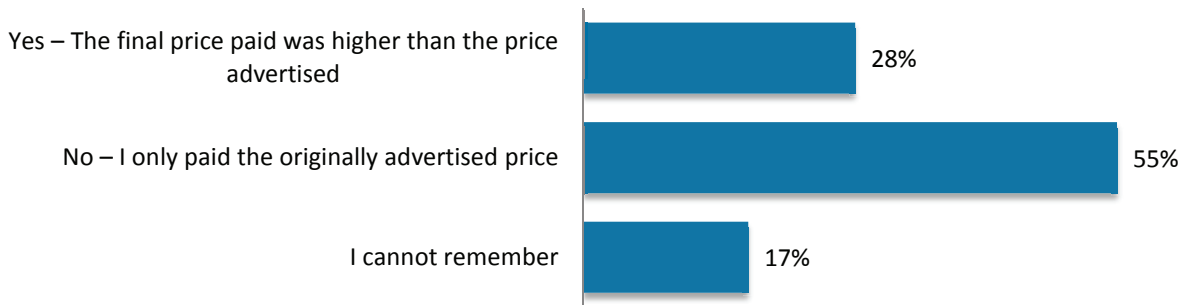 Yes – The final price paid was higher than the price
advertised
28%
No – I only paid the originally advertised price
55%
I cannot remember
17%